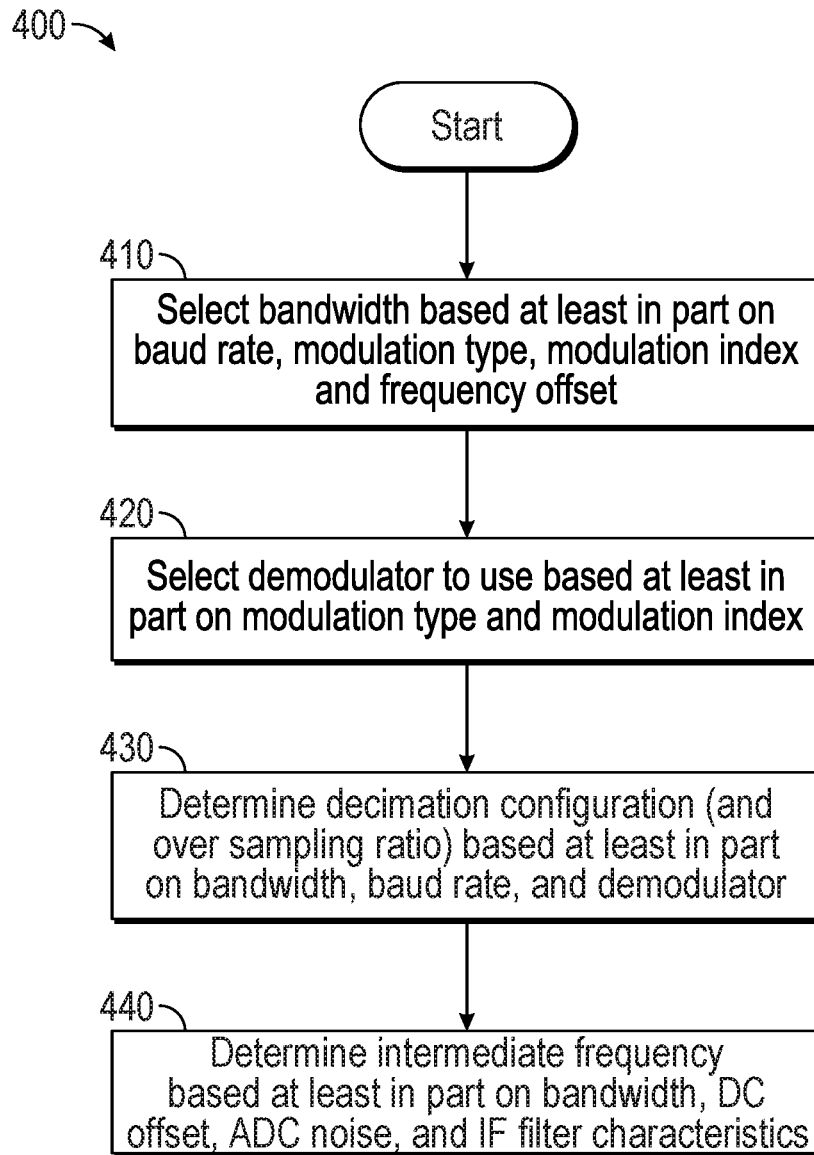 400
Start
410
Select bandwidth based at least in part on
baud rate, modulation type, modulation index
and frequency offset
420
Select demodulator to use based at least in
part on modulation type and modulation index
430
Determine decimation configuration (and
over sampling ratio) based at least in part
on bandwidth, baud rate, and demodulator
440
Determine intermediate frequency
based at least in part on bandwidth, DC
offset, ADC noise, and IF filter characteristics